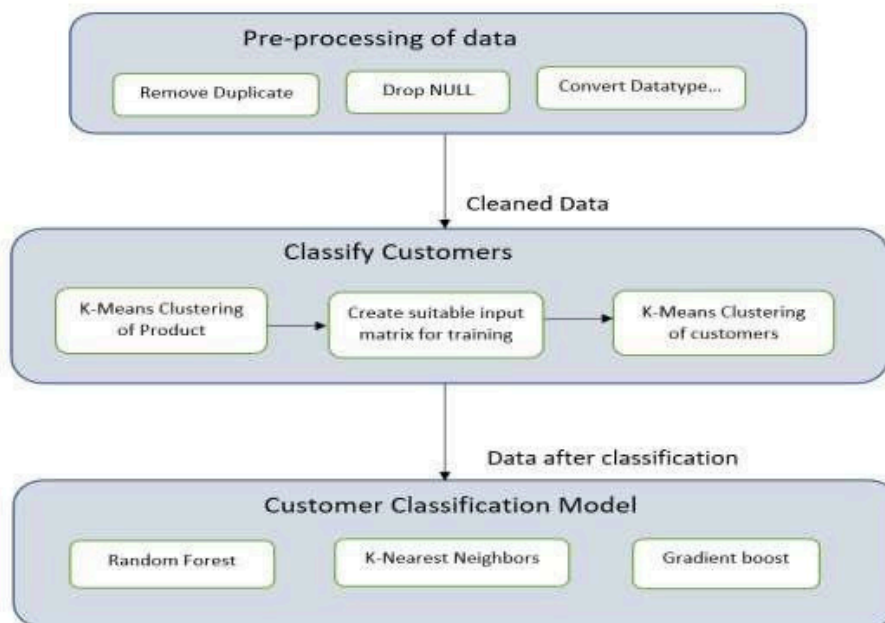 Pre-processing of data
Remove Duplicate
Drop NULL
Convert Datatype...
Cleaned Data
Classify Customers
K-Means Clustering
of Product
Create suitable input
matrix for training
K-Means Clustering
of customers
Data after classification
Customer Classification Model
Random Forest
K-Nearest Neighbors
Gradient boost